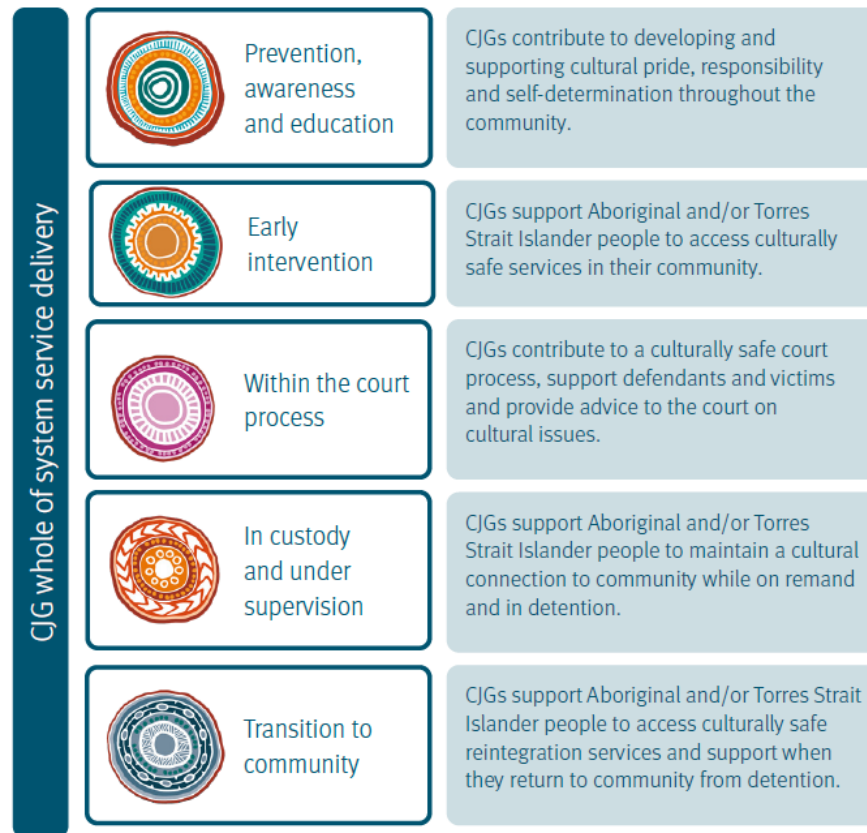 CJG whole of system service delivery
Prevention,
awareness
and education
CJGs contribute to developing and
supporting cultural pride, responsibility
and self-determination throughout the
community.
Early
intervention
CJGs support Aboriginal and/or Torres
Strait Islander people to access culturally
safe services in their community.
Within the court
process
CJGs contribute to a culturally safe court
process, support defendants and victims
and provide advice to the court on
cultural issues.
In custody
and under
supervision
CJGs support Aboriginal and/or Torres
Strait Islander people to maintain a cultural
connection to community while on remand
and in detention.
Transition to
community
CJGs support Aboriginal and/or Torres Strait
Islander people to access culturally safe
reintegration services and support when
they return to community from detention.